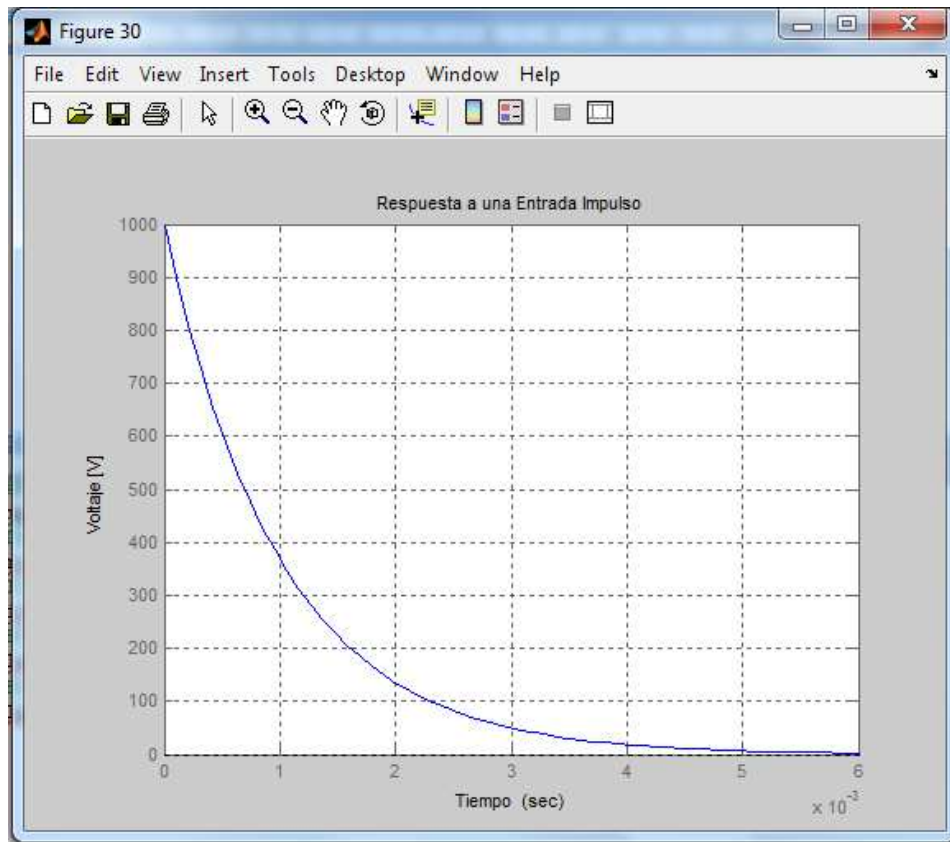 Figure 30
File Edit View Insert Tools Desktop Window Help
Respuesta a una Entrada Impulso
1000
900
800
700
600
500
400
300
200
100
0
Voltaje [V]
0 1 2 3 4 5 6
Tiempo (sec)
x 10^-3